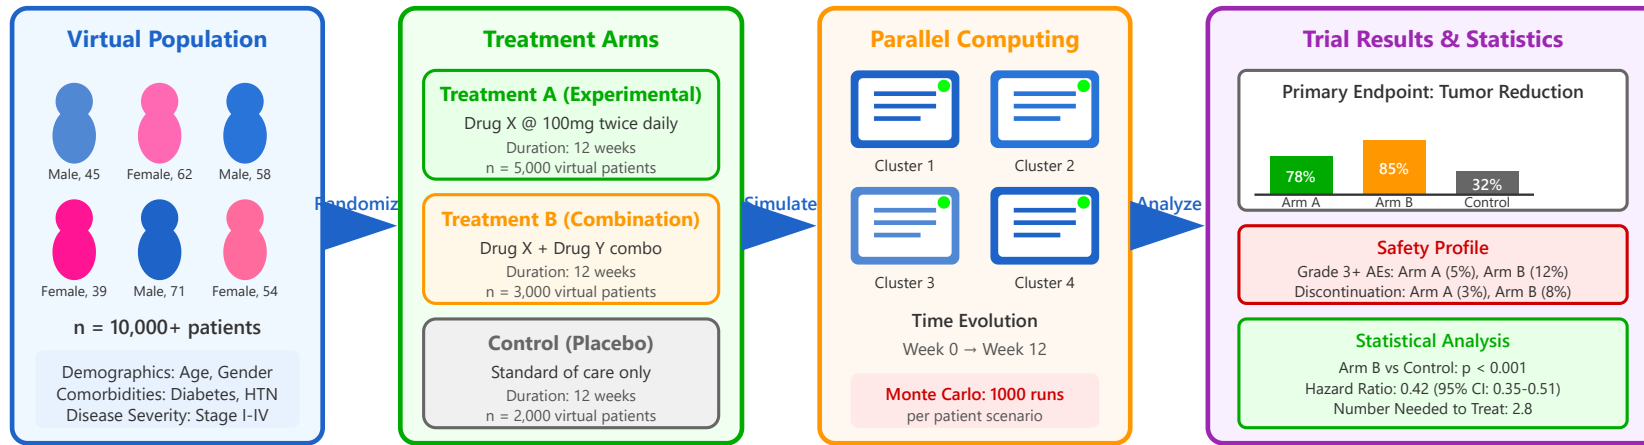 Virtual Population
Male, 45
Female, 62
Male, 58
Female, 39
Male, 71
Female, 54
n = 10,000+ patients
Demographics: Age, Gender
Comorbidities: Diabetes, HTN
Disease Severity: Stage I-IV
Randomiz
Treatment Arms
Treatment A (Experimental)
Drug X @ 100mg twice daily
Duration: 12 weeks
n = 5,000 virtual patients
Treatment B (Combination)
Drug X + Drug Y combo
Duration: 12 weeks
n = 3,000 virtual patients
Control (Placebo)
Standard of care only
Duration: 12 weeks
n = 2,000 virtual patients
Simulate
Parallel Computing
Cluster 1
Cluster 2
Cluster 3
Cluster 4
Time Evolution
Week 0 → Week 12
Monte Carlo: 1000 runs
per patient scenario
Analyze
Trial Results & Statistics
Primary Endpoint: Tumor Reduction
78%
85%
32%
Arm A
Arm B
Control
Safety Profile
Grade 3+ AEs: Arm A (5%), Arm B (12%)
Discontinuation: Arm A (3%), Arm B (8%)
Statistical Analysis
Arm B vs Control: p < 0.001
Hazard Ratio: 0.42 (95% CI: 0.35-0.51)
Number Needed to Treat: 2.8